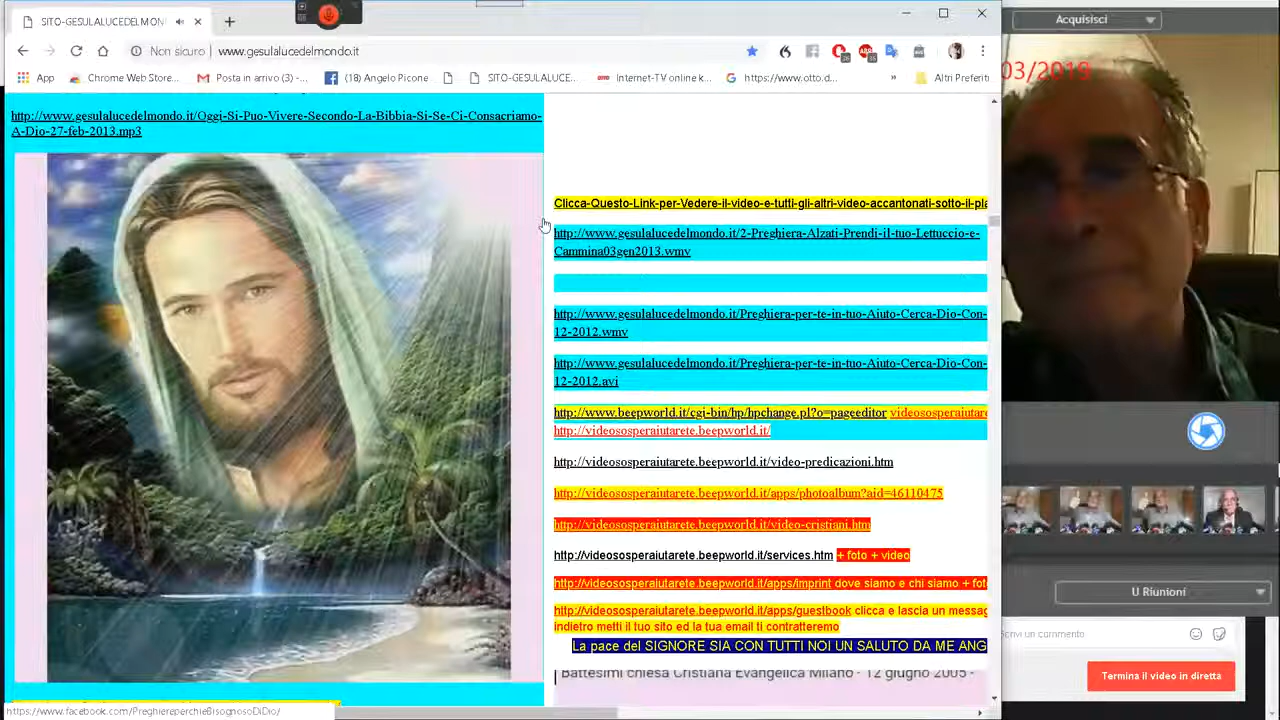 SITO-GESULALUCEDELMON
Non sicuro
www.gesulalucedelmondo.it
App
Chrome Web Store...
Posta in arrivo (3) -...
Angelo Picone
SITO-GESULALUCE...
Internet-TV online k...
Altri Preferiti
http://www.gesulalucedelmondo.it/Oggi-Si-Puo-Vivere-Secondo-La-Bibbia-Si-Se-Ci-Consacriamo-
A-Dio-27-feb-2013.mp3
Clicca-Questo-Link-per-Vedere-il-video-e-tutti-gli-altri-video-accantonati-sotto-il-pla
http://www.gesulalucedelmondo.it/2-Preghiera-Alzati-Prendi-il-tuo-Lettuccio-e-
Cammina03gen2013.wmv
http://www.gesulalucedelmondo.it/Preghiera-per-te-in-tuo-Aiuto-Cerca-Dio-Con-
12-2012.wmv
http://www.gesulalucedelmondo.it/Preghiera-per-te-in-tuo-Aiuto-Cerca-Dio-Con-
12-2012.avi
http://www.beepworld.it/cgi-bin/hp/hpchange.pl?o=pageeditor videososperaiutare
http://videososperaiutarete.beepworld.it/
http://videososperaiutarete.beepworld.it/video-predicazioni.htm
http://videososperaiutarete.beepworld.it/apps/photoalbum?aid=46110475
http://videososperaiutarete.beepworld.it/video-cristiani.htm
http://videososperaiutarete.beepworld.it/services.htm + foto + video
http://videososperaiutarete.beepworld.it/apps/imprint dove siamo e chi siamo + fot
http://videososperaiutarete.beepworld.it/apps/guestbook clicca e lascia un messag
indietro metti il tuo sito ed la tua email ti contratteremo
La pace del SIGNORE SIA CON TUTTI NOI UN SALUTO DA ME ANG
Battesimi chiesa Cristiana Evangelica Milano - 12 giugno 2005 -
https://www.facebook.com/PreghiereperchieBisognosoDiDio/
Acquisisci
03/2019
U Riunioni
Scrivi un commento
Termina il video in diretta